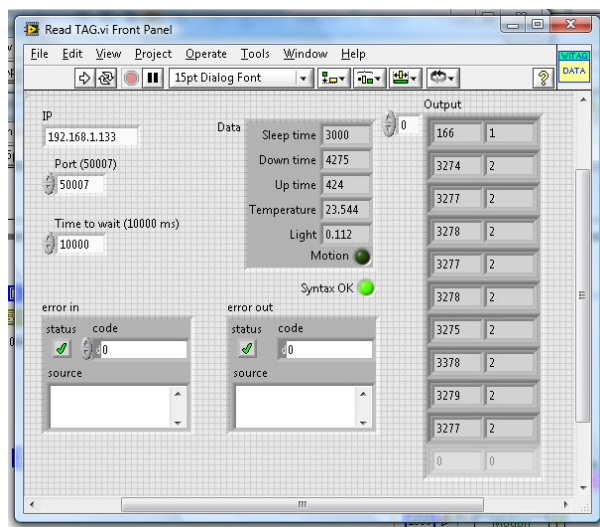 Read TAG.vi Front Panel
File Edit View Project Operate Tools Window Help
15pt Dialog Font
WiTAG
DATA
IP
192.168.1.133
Port (50007)
50007
Time to wait (10000 ms)
10000
Data
Sleep time 3000
Down time 4275
Up time 424
Temperature 23.544
Light 0.112
Motion
Syntax OK
error in
status code
0
source
error out
status code
0
source
Output
0
166 1
3274 2
3277 2
3278 2
3277 2
3278 2
3275 2
3378 2
3279 2
3277 2
0 0